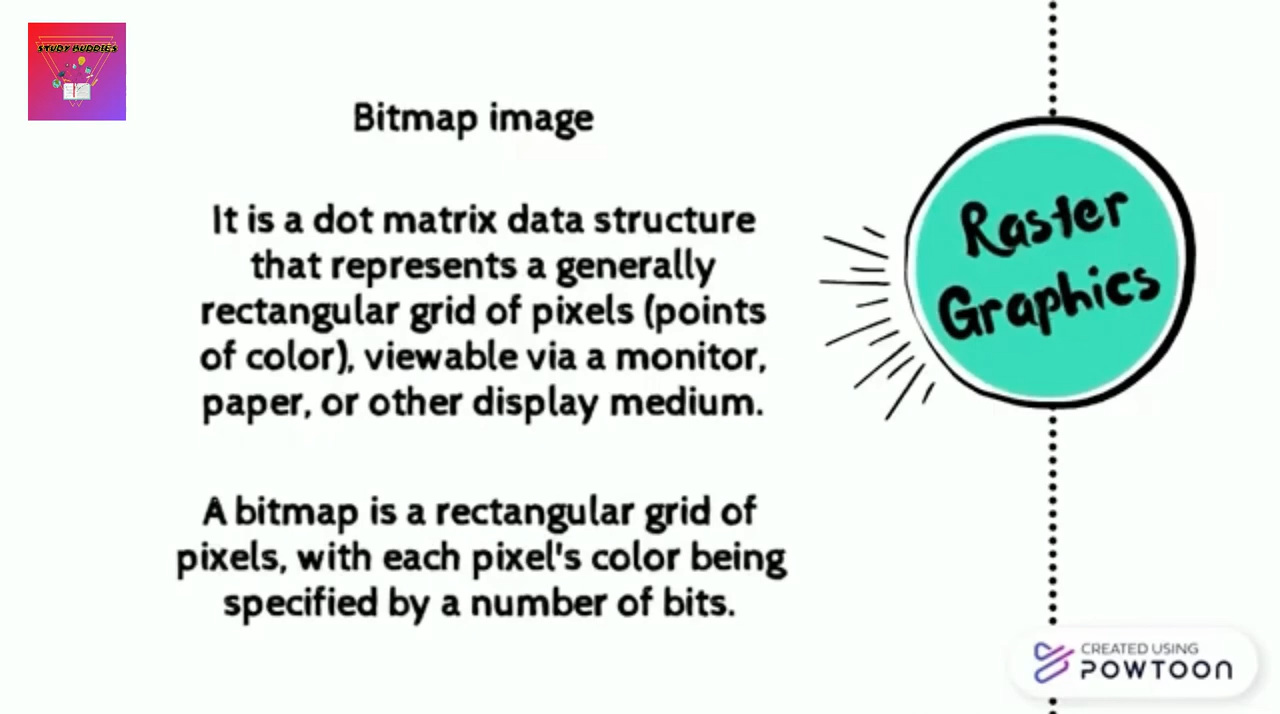 STUDY BUDDIES
Bitmap image
It is a dot matrix data structure
that represents a generally
rectangular grid of pixels (points
of color), viewable via a monitor,
paper, or other display medium.
A bitmap is a rectangular grid of
pixels, with each pixel's color being
specified by a number of bits.
Raster
Graphics
CREATED USING
POWTOON